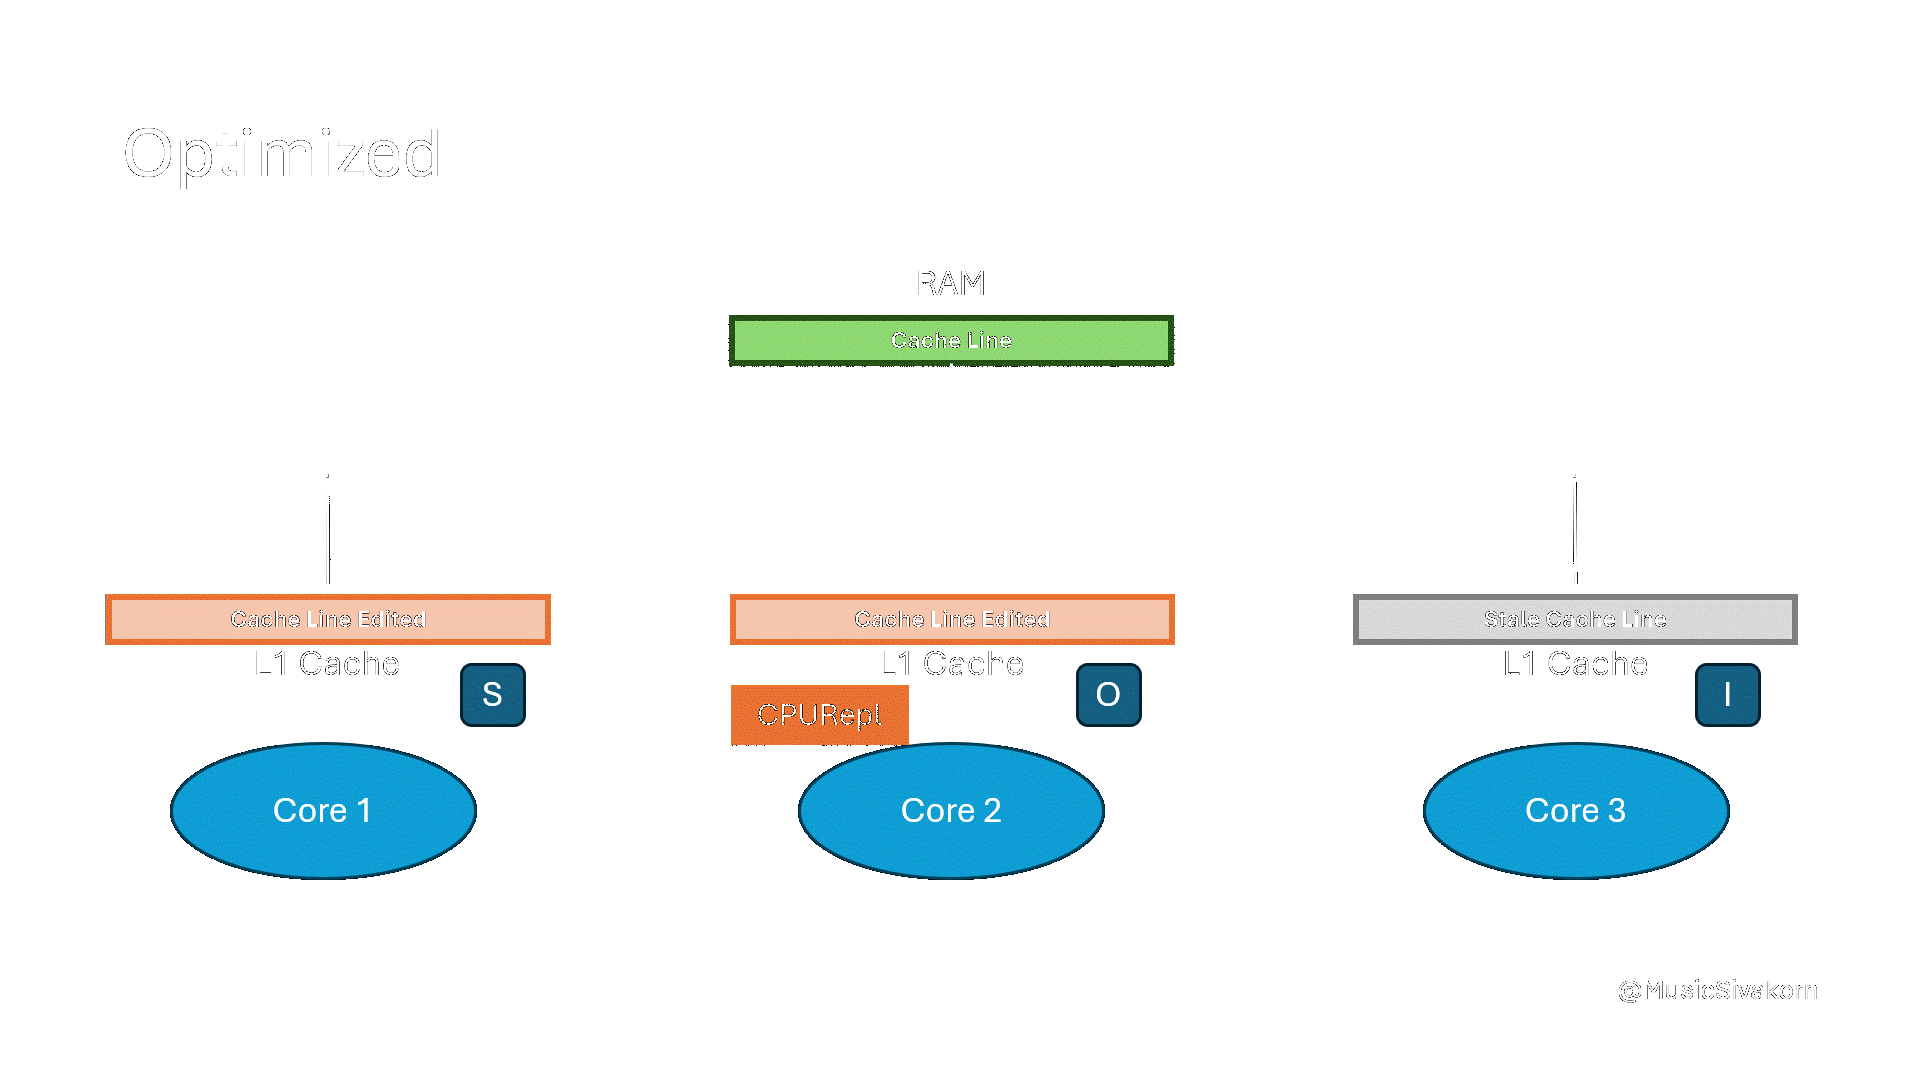 Optimized
RAM
Cache Line
Cache Line Edited
Cache Line Edited
Stale Cache Line
L1 Cache
L1 Cache
L1 Cache
S
O
I
CPURepl
Core 1
Core 2
Core 3
@MusicSivakorn